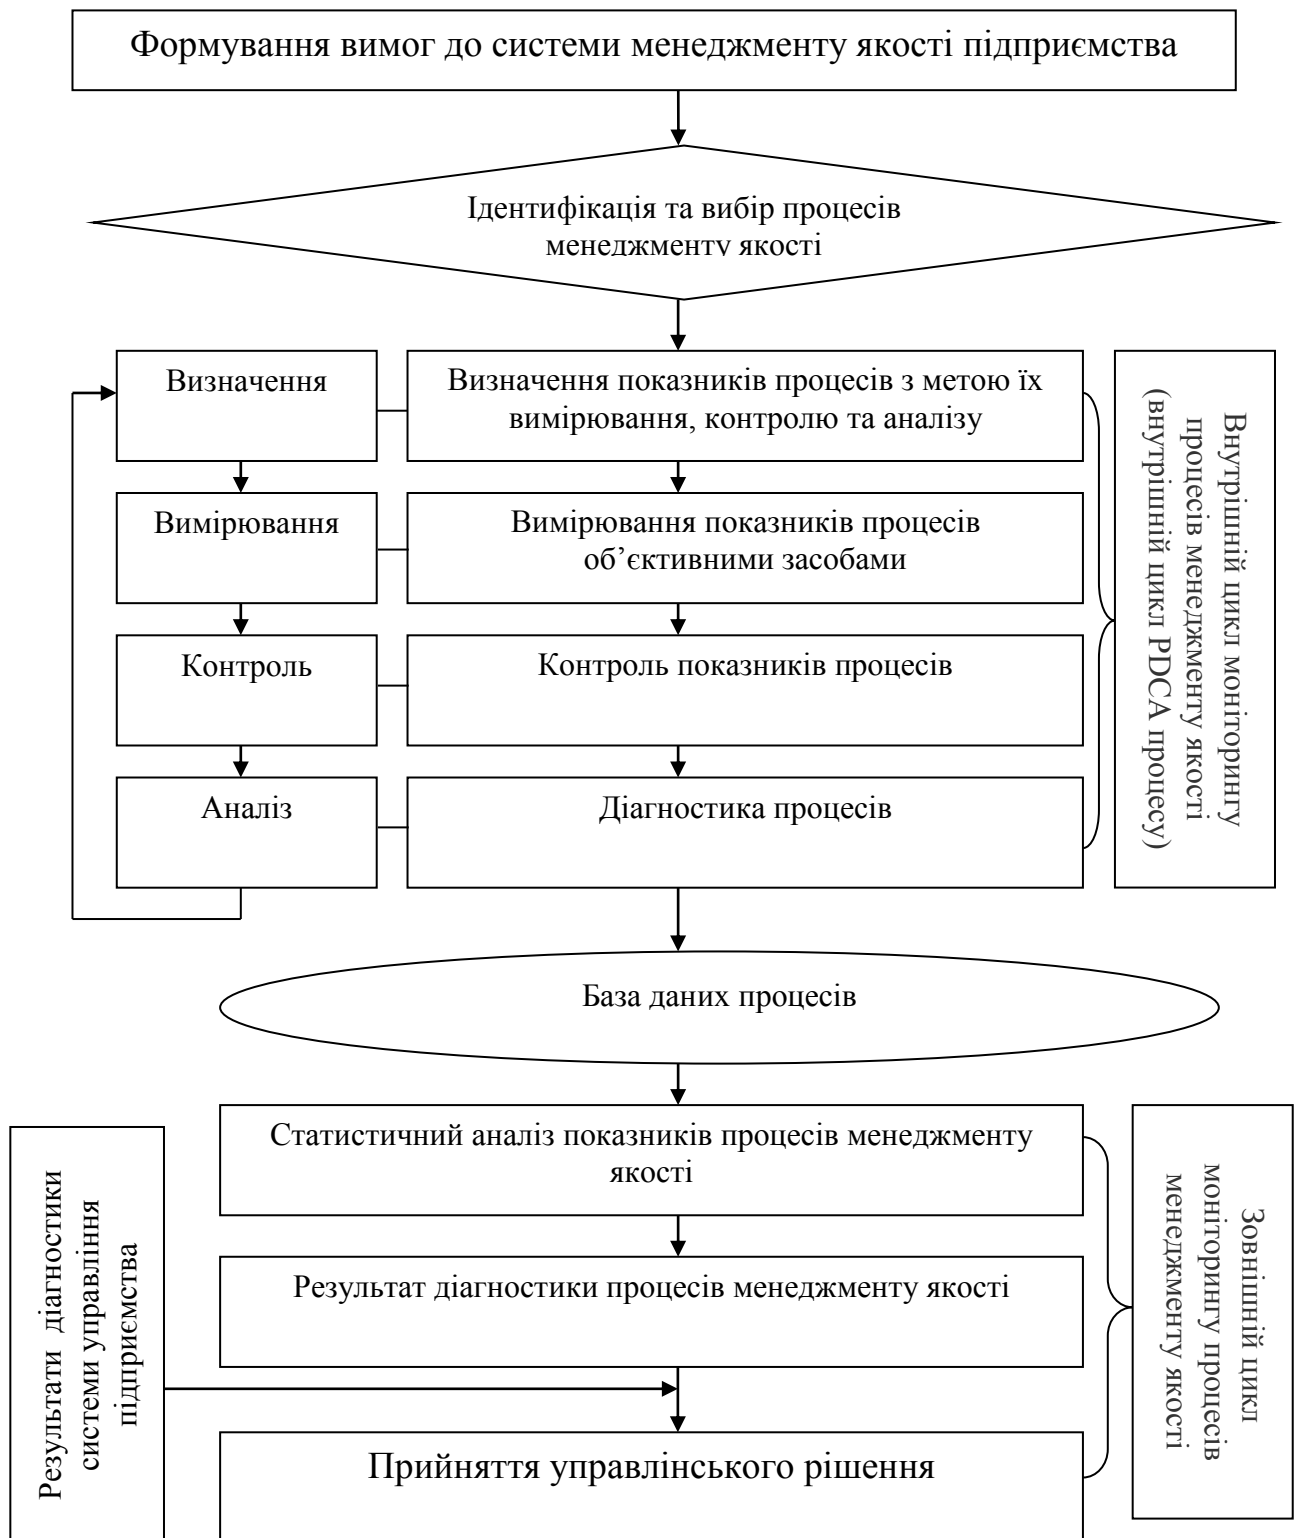 Формування вимог до системи менеджменту якості підприємства
Ідентифікація та вибір процесів
менеджменту якості
Визначення
Визначення показників процесів з метою їх
вимірювання, контролю та аналізу
Вимірювання
Вимірювання показників процесів
об’єктивними засобами
Контроль
Контроль показників процесів
Аналіз
Діагностика процесів
Внутрішній цикл моніторингу
процесів менеджменту якості
(внутрішній цикл PDCA процесу)
База даних процесів
Статистичний аналіз показників процесів менеджменту
якості
Результат діагностики процесів менеджменту якості
Результати діагностики
системи управління
підприємства
Зовнішній цикл
моніторингу процесів
менеджменту якості
Прийняття управлінського рішення